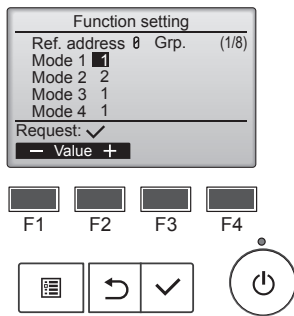 Function setting
Ref. address 0 Grp. (1/8)
Mode 1 1
Mode 2 2
Mode 3 1
Mode 4 1
Request: ✓
− Value +
F1 F2 F3 F4